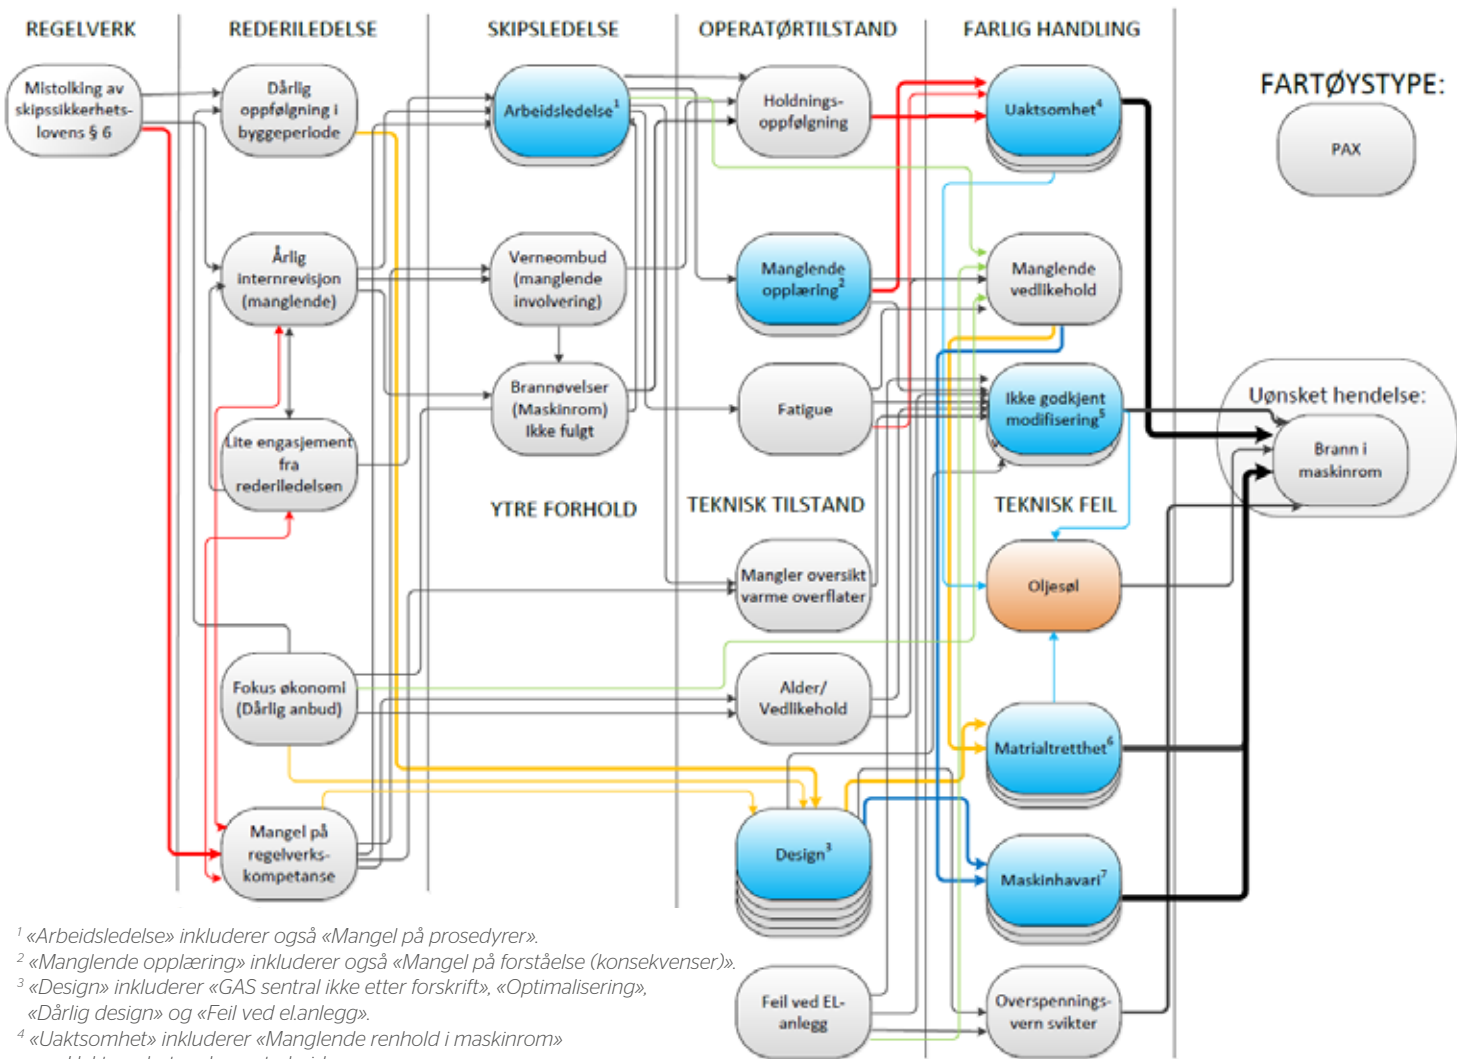 REGELVERK
REDERILEDELSE
SKIPSLEDELSE
OPERATØRTILSTAND
FARLIG HANDLING
FARTØYSTYPE:
PAX
Mistolking av
skipssikkerhets-
lovens § 6
Dårlig
oppfølgning i
byggeperiode
Årlig
internrevisjon
(manglende)
Lite engasjement
fra
rederiledelsen
Fokus økonomi
(Dårlig anbud)
Mangel på
regelverks-
kompetanse
Arbeidsledelse¹
Verneombud
(manglende
involvering)
Brannøvelser
(Maskinrom)
Ikke fulgt
YTRE FORHOLD
Holdnings-
oppfølgning
Manglende
opplæring²
Fatigue
TEKNISK TILSTAND
Mangler oversikt
varme overflater
Alder/
Vedlikehold
Design³
Feil ved EL-
anlegg
Uaktsomhet⁴
Manglende
vedlikehold
Ikke godkjent
modifisering⁵
TEKNISK FEIL
Oljesøl
Matrialtretthet⁶
Maskinhavari⁷
Overspennings-
vern svikter
Uønsket hendelse:
Brann i
maskinrom
¹ «Arbeidsledelse» inkluderer også «Mangel på prosedyrer».
² «Manglende opplæring» inkluderer også «Mangel på forståelse (konsekvenser)».
³ «Design» inkluderer «GAS sentral ikke etter forskrift», «Optimalisering»,
«Dårlig design» og «Feil ved el.anlegg».
⁴ «Uaktsomhet» inkluderer «Manglende renhold i maskinrom»